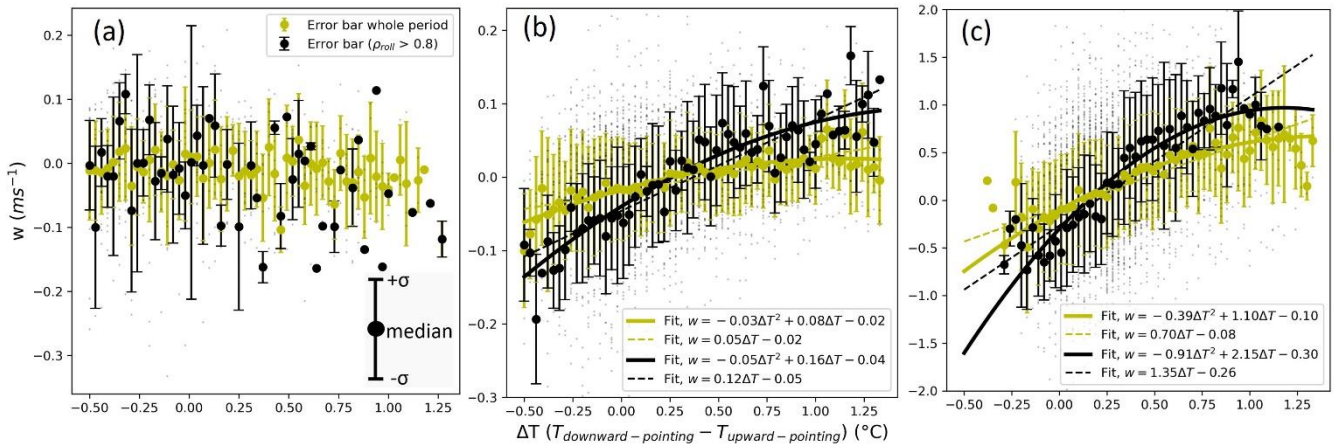 (a)
Error bar whole period
Error bar (ρ_roll > 0.8)
w (ms⁻¹)
0.3
0.2
0.1
0.0
−0.1
−0.2
−0.3
+σ
median
-σ
−0.50 −0.25 0.00 0.25 0.50 0.75 1.00 1.25
(b)
0.2
0.1
0.0
−0.1
−0.2
−0.3
Fit, w = −0.03ΔT² + 0.08ΔT − 0.02
Fit, w = 0.05ΔT − 0.02
Fit, w = −0.05ΔT² + 0.16ΔT − 0.04
Fit, w = 0.12ΔT − 0.05
−0.50 −0.25 0.00 0.25 0.50 0.75 1.00 1.25
ΔT (T_downward−pointing − T_upward−pointing) (°C)
(c)
2.0
1.5
1.0
0.5
0.0
−0.5
−1.0
−1.5
−2.0
Fit, w = −0.39ΔT² + 1.10ΔT − 0.10
Fit, w = 0.70ΔT − 0.08
Fit, w = −0.91ΔT² + 2.15ΔT − 0.30
Fit, w = 1.35ΔT − 0.26
−0.50 −0.25 0.00 0.25 0.50 0.75 1.00 1.25